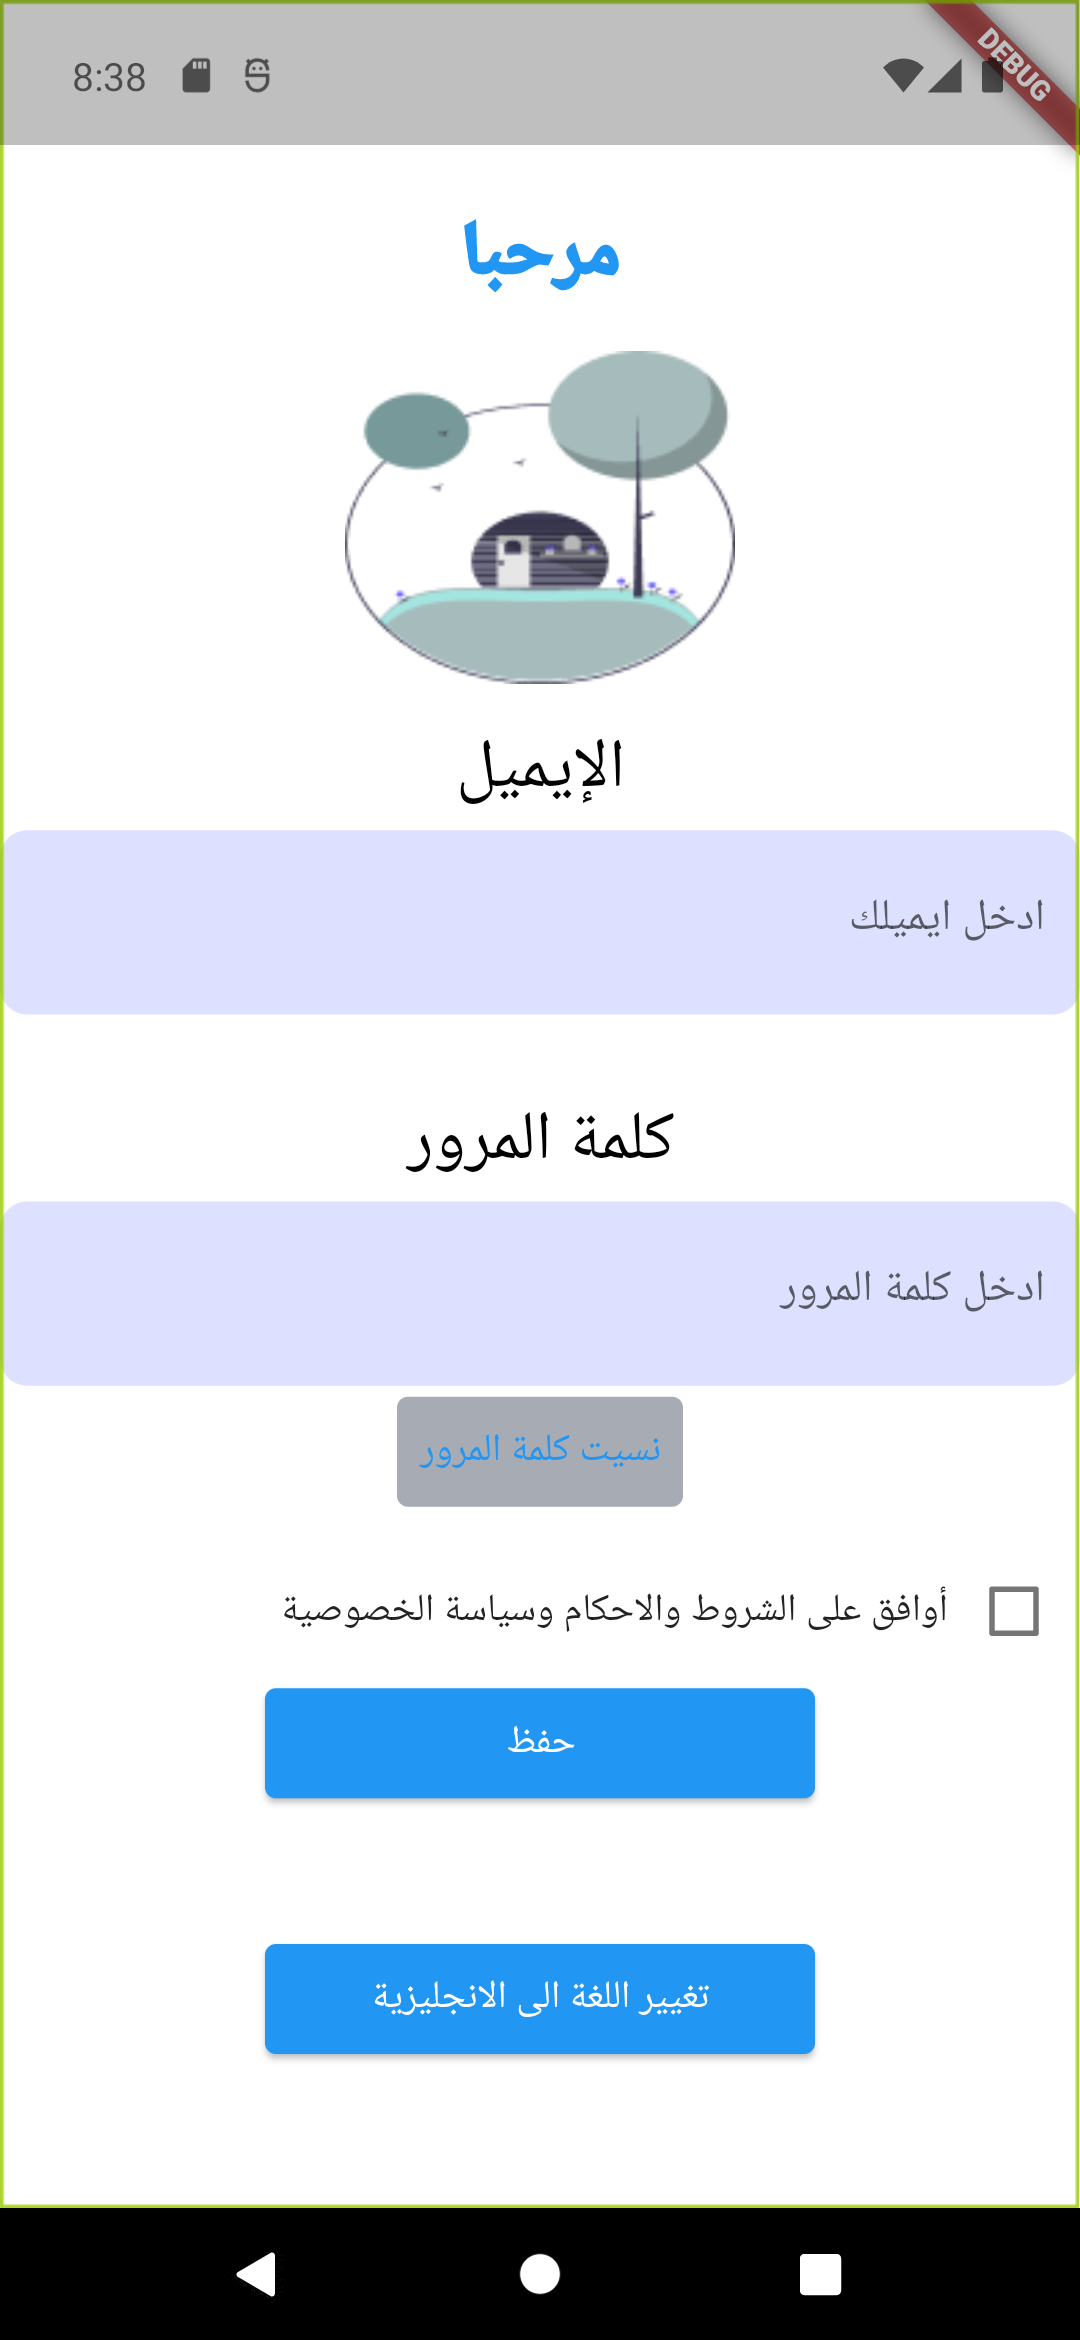 8:38
DEBUG
مرحبا
الإيميل
ادخل ايميلك
كلمة المرور
ادخل كلمة المرور
نسيت كلمة المرور
أوافق على الشروط والاحكام وسياسة الخصوصية
حفظ
تغيير اللغة الى الانجليزية